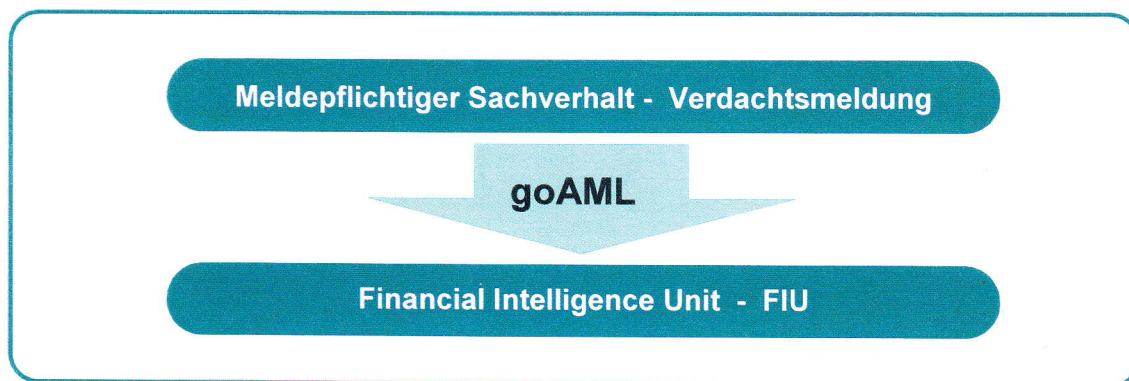 Meldepflichtiger Sachverhalt - Verdachtsmeldung
goAML
Financial Intelligence Unit - FIU